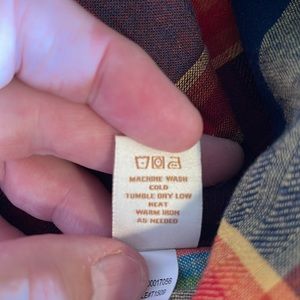 MACHINE WASH
COLD
TUMBLE DRY LOW
HEAT
WARM IRON
AS NEEDED